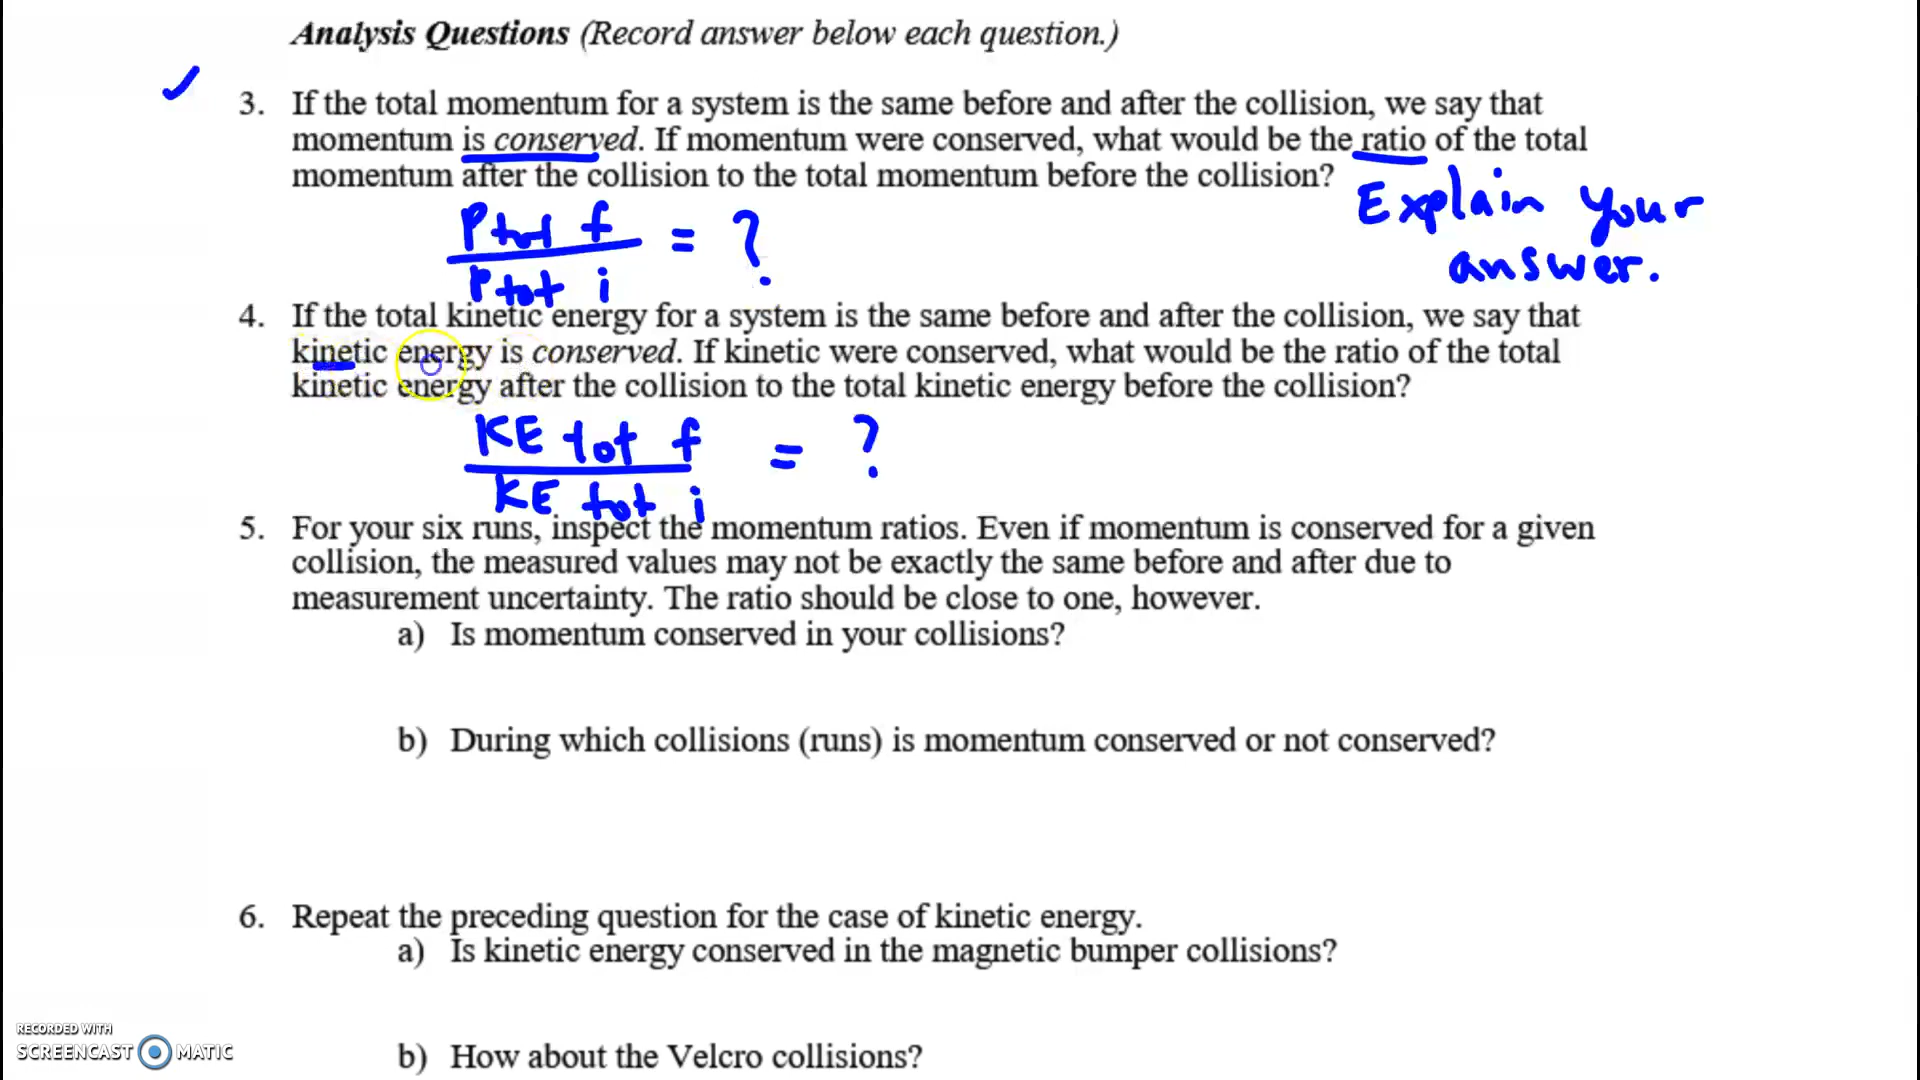 Analysis Questions (Record answer below each question.)
3. If the total momentum for a system is the same before and after the collision, we say that
momentum is conserved. If momentum were conserved, what would be the ratio of the total
momentum after the collision to the total momentum before the collision?
Explain your
answer.
P tot f
= ?
P tot i
4. If the total kinetic energy for a system is the same before and after the collision, we say that
kinetic energy is conserved. If kinetic were conserved, what would be the ratio of the total
kinetic energy after the collision to the total kinetic energy before the collision?
KE tot f
= ?
KE tot i
5. For your six runs, inspect the momentum ratios. Even if momentum is conserved for a given
collision, the measured values may not be exactly the same before and after due to
measurement uncertainty. The ratio should be close to one, however.
a) Is momentum conserved in your collisions?
b) During which collisions (runs) is momentum conserved or not conserved?
6. Repeat the preceding question for the case of kinetic energy.
a) Is kinetic energy conserved in the magnetic bumper collisions?
b) How about the Velcro collisions?
RECORDED WITH
SCREENCAST MATIC